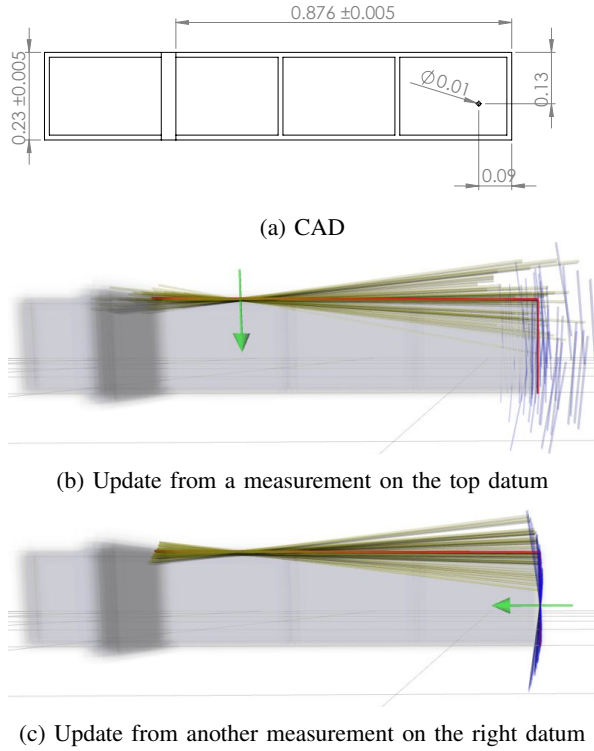 0.876 ±0.005
0.23 ±0.005
∅0.01
0.13
0.09
(a) CAD
(b) Update from a measurement on the top datum
(c) Update from another measurement on the right datum